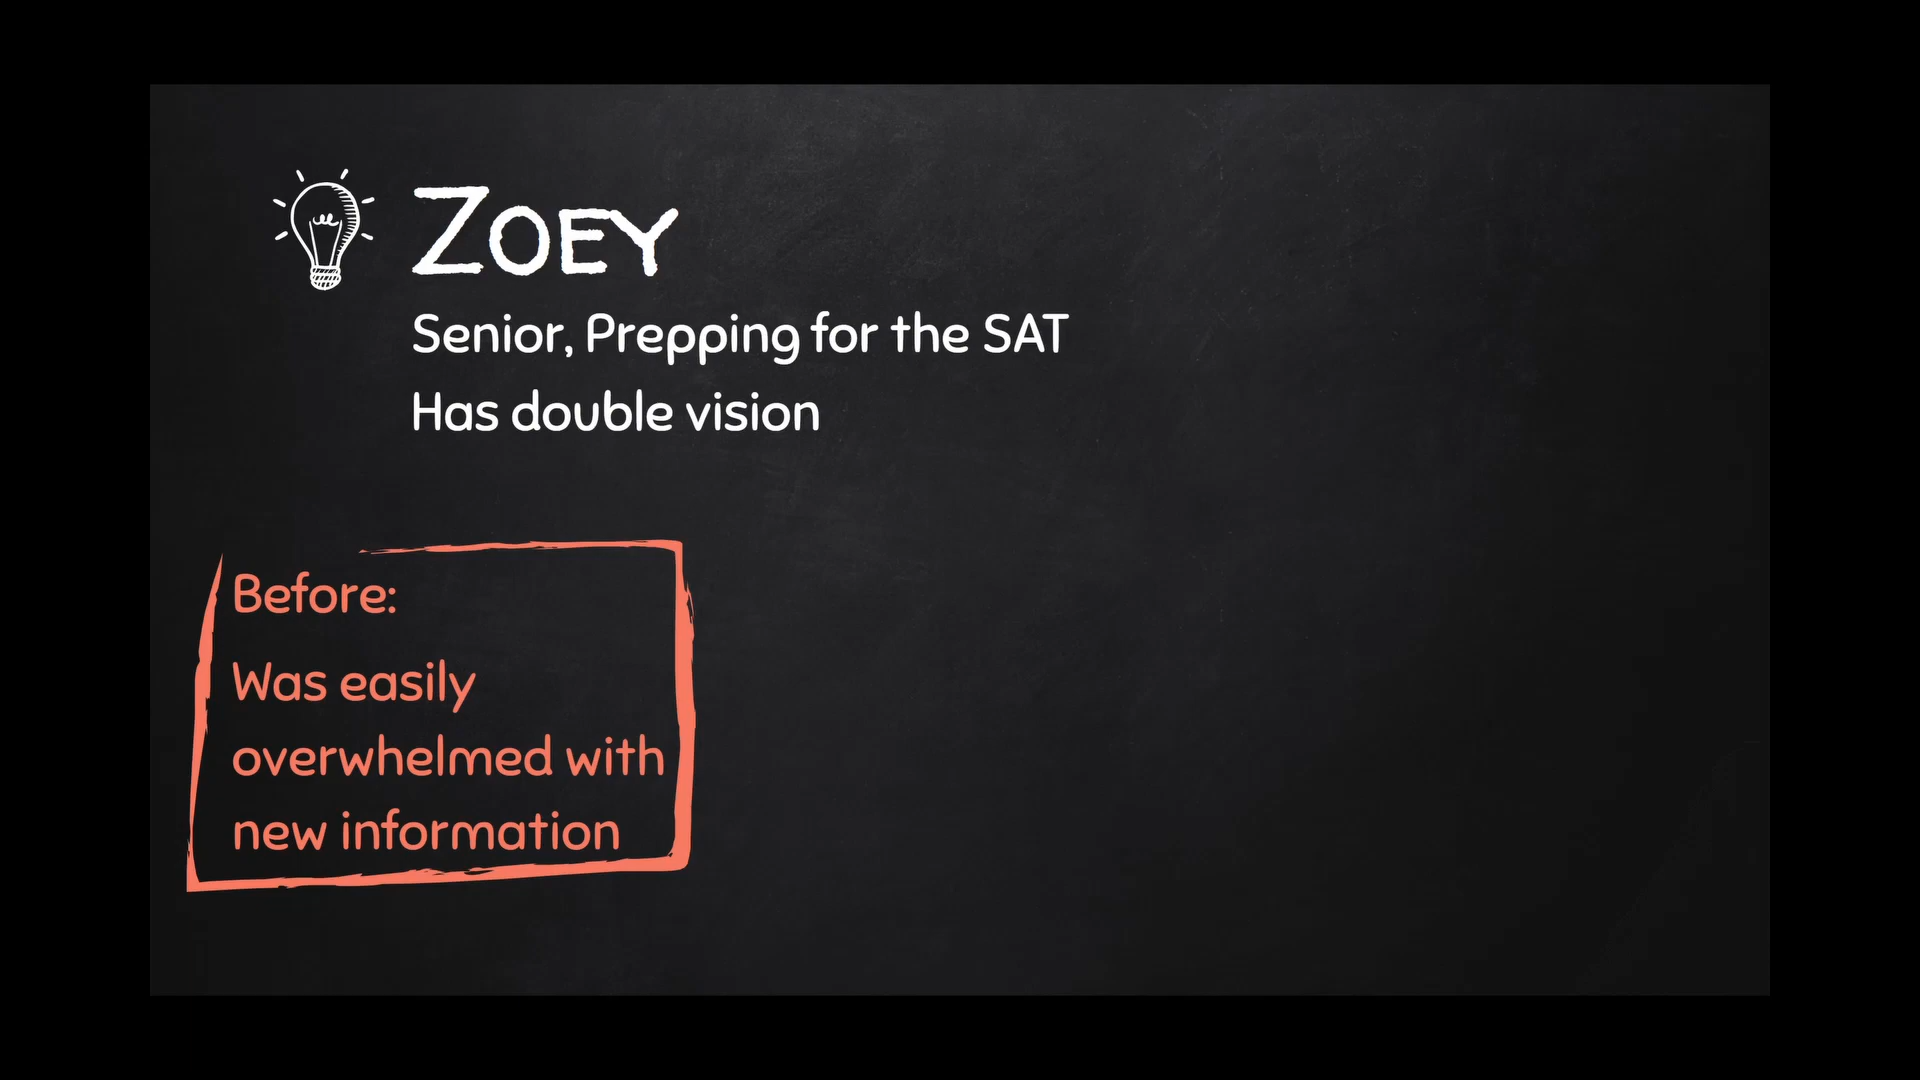 Zoey
Senior, Prepping for the SAT
Has double vision
Before:
Was easily
overwhelmed with
new information